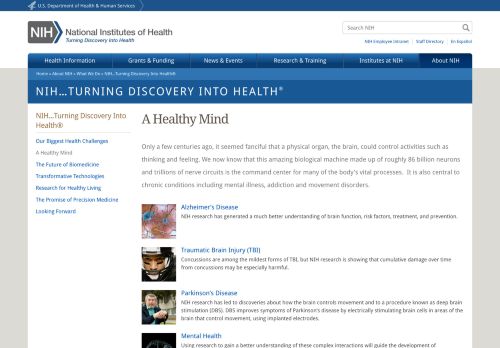 U.S. Department of Health & Human Services
NIH National Institutes of Health
Turning Discovery Into Health
Search NIH
NIH Employee Intranet | Staff Directory | En Español
Health Information Grants & Funding News & Events Research & Training Institutes at NIH About NIH
Home » About NIH » What We Do » NIH...Turning Discovery Into Health®
NIH...TURNING DISCOVERY INTO HEALTH®
NIH...Turning Discovery Into
Health®
Our Biggest Health Challenges
A Healthy Mind
The Future of Biomedicine
Transformative Technologies
Research for Healthy Living
The Promise of Precision Medicine
Looking Forward
A Healthy Mind
Only a few centuries ago, it seemed fanciful that a physical organ, the brain, could control activities such as
thinking and feeling. We now know that this amazing biological machine made up of roughly 86 billion neurons
and trillions of nerve circuits is the command center for many of the body's vital processes. It is also central to
chronic conditions including mental illness, addiction and movement disorders.
Alzheimer's Disease
NIH research has generated a much better understanding of brain function, risk factors, treatment, and prevention.
Traumatic Brain Injury (TBI)
Concussions are among the mildest forms of TBI, but NIH research is showing that cumulative damage over time
from concussions may be especially harmful.
Parkinson's Disease
NIH research has led to discoveries about how the brain controls movement and to a procedure known as deep brain
stimulation (DBS). DBS improves symptoms of Parkinson's disease by electrically stimulating brain cells in areas of the
brain that control movement, using implanted electrodes.
Mental Health
Using research to gain a better understanding of these complex interactions will guide the development of